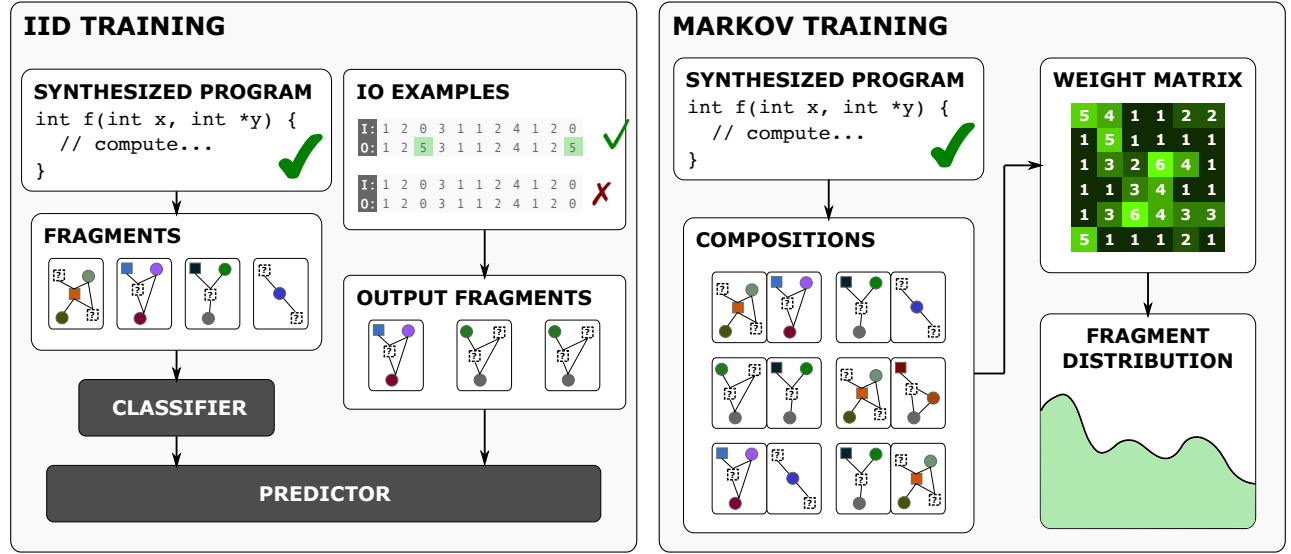 IID TRAINING
SYNTHESIZED PROGRAM
int f(int x, int *y) {
// compute...
}
IO EXAMPLES
I: 1 2 0 3 1 1 2 4 1 2 0
O: 1 2 5 3 1 1 2 4 1 2 5
I: 1 2 0 3 1 1 2 4 1 2 0
O: 1 2 0 3 1 1 2 4 1 2 0
FRAGMENTS
? ? ? ? ? ?
OUTPUT FRAGMENTS
? ? ? ? ?
CLASSIFIER
PREDICTOR
MARKOV TRAINING
SYNTHESIZED PROGRAM
int f(int x, int *y) {
// compute...
}
COMPOSITIONS
? ? ? ? ? ?
? ? ? ? ? ?
? ? ? ? ? ?
WEIGHT MATRIX
5 4 1 1 2 2
1 5 1 1 1 1
1 3 2 6 4 1
1 1 3 4 1 1
1 3 6 4 3 3
5 1 1 1 2 1
FRAGMENT
DISTRIBUTION